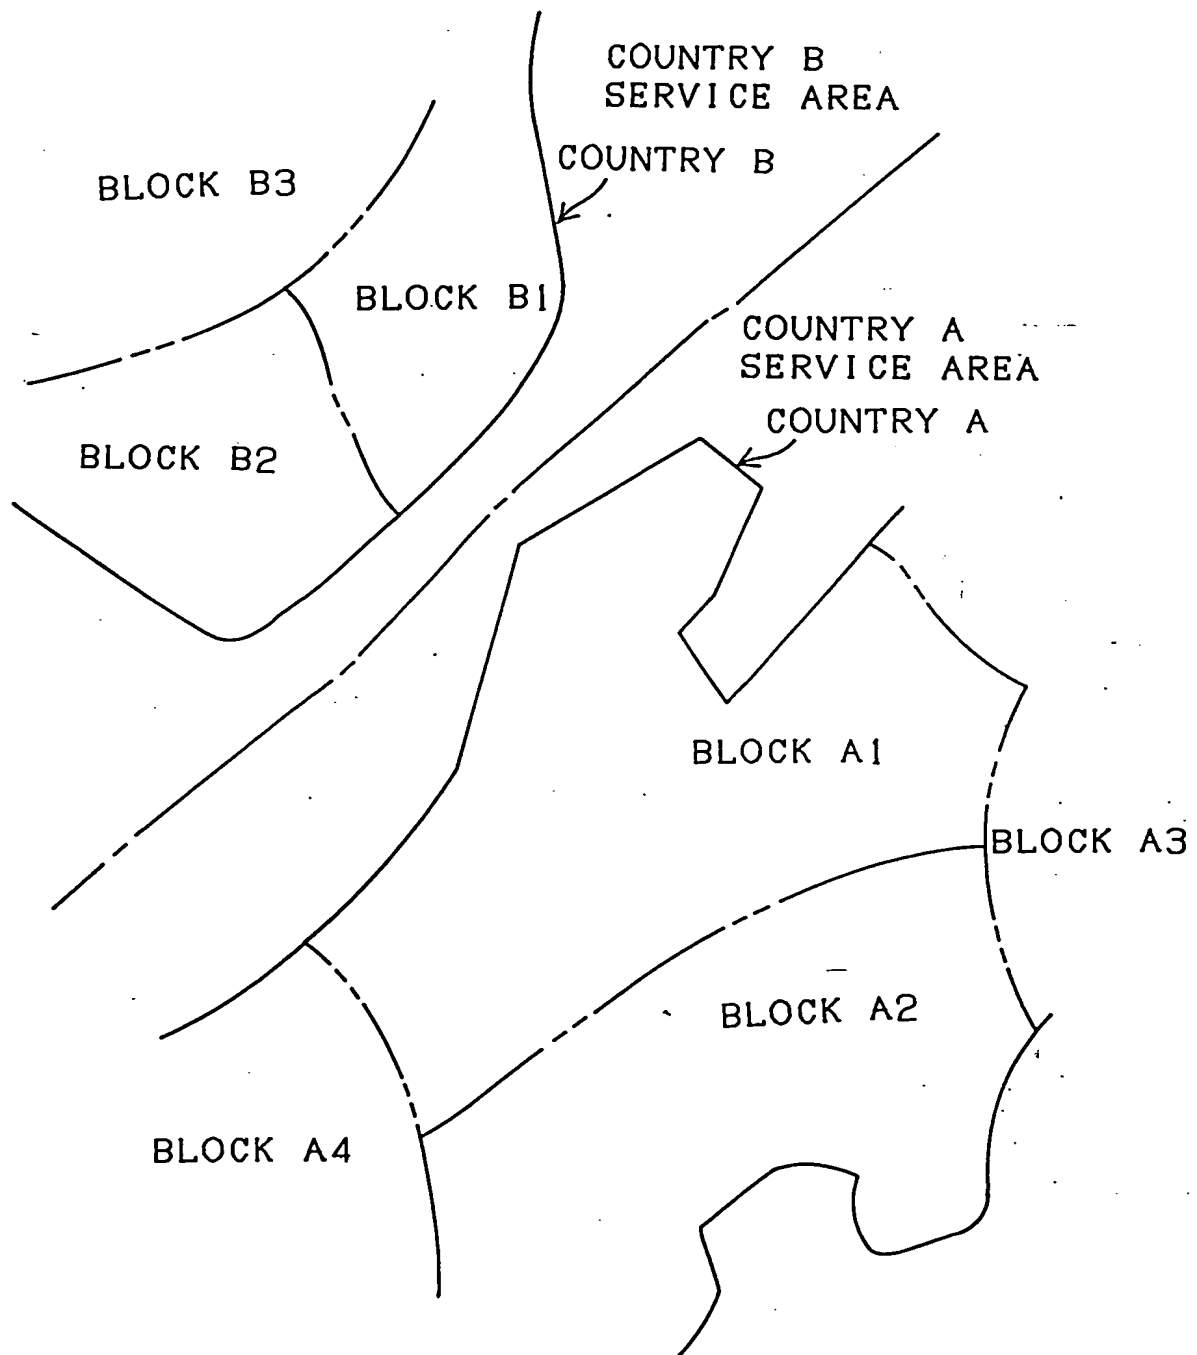 COUNTRY B
SERVICE AREA
COUNTRY B
BLOCK B3
BLOCK B1
COUNTRY A
SERVICE AREA
COUNTRY A
BLOCK B2
BLOCK A1
BLOCK A3
BLOCK A2
BLOCK A4